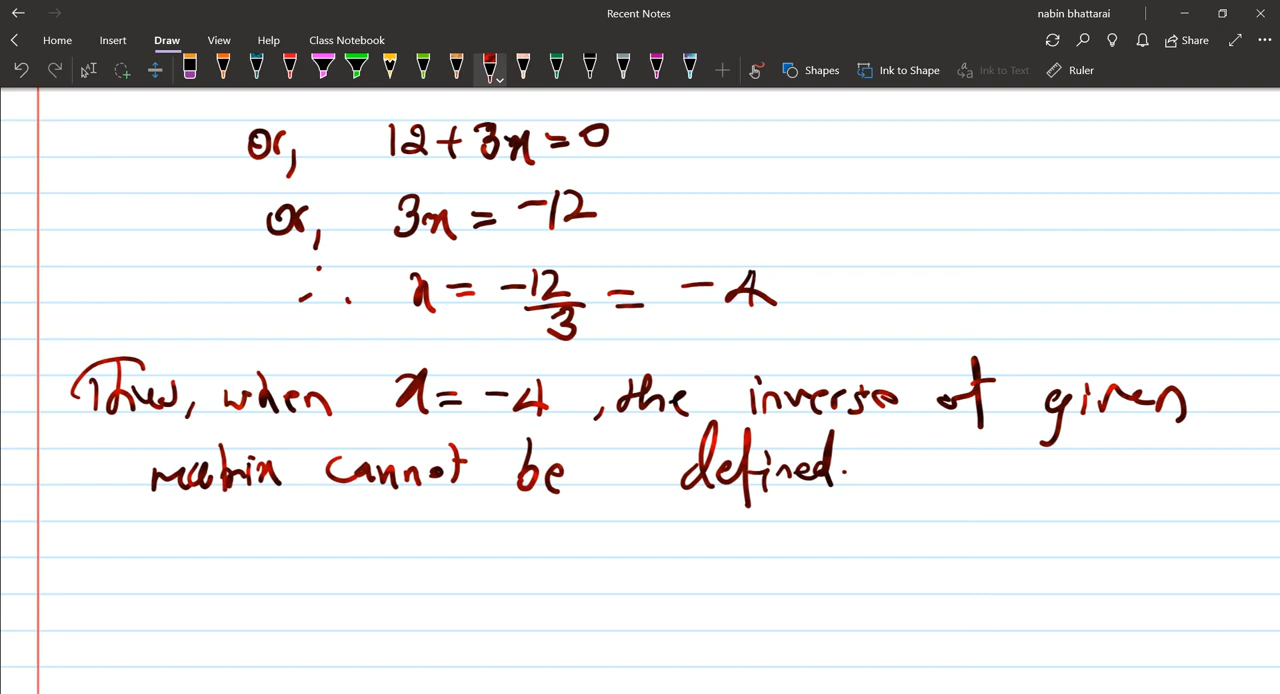 Recent Notes
nabin bhattarai
Home Insert Draw View Help Class Notebook
Share
Shapes Ink to Shape Ink to Text Ruler
or, 12 + 3x = 0
or, 3x = -12
∴ x = -12/3 = -4
Thus, when x = -4, the inverse of given
matrix cannot be defined.